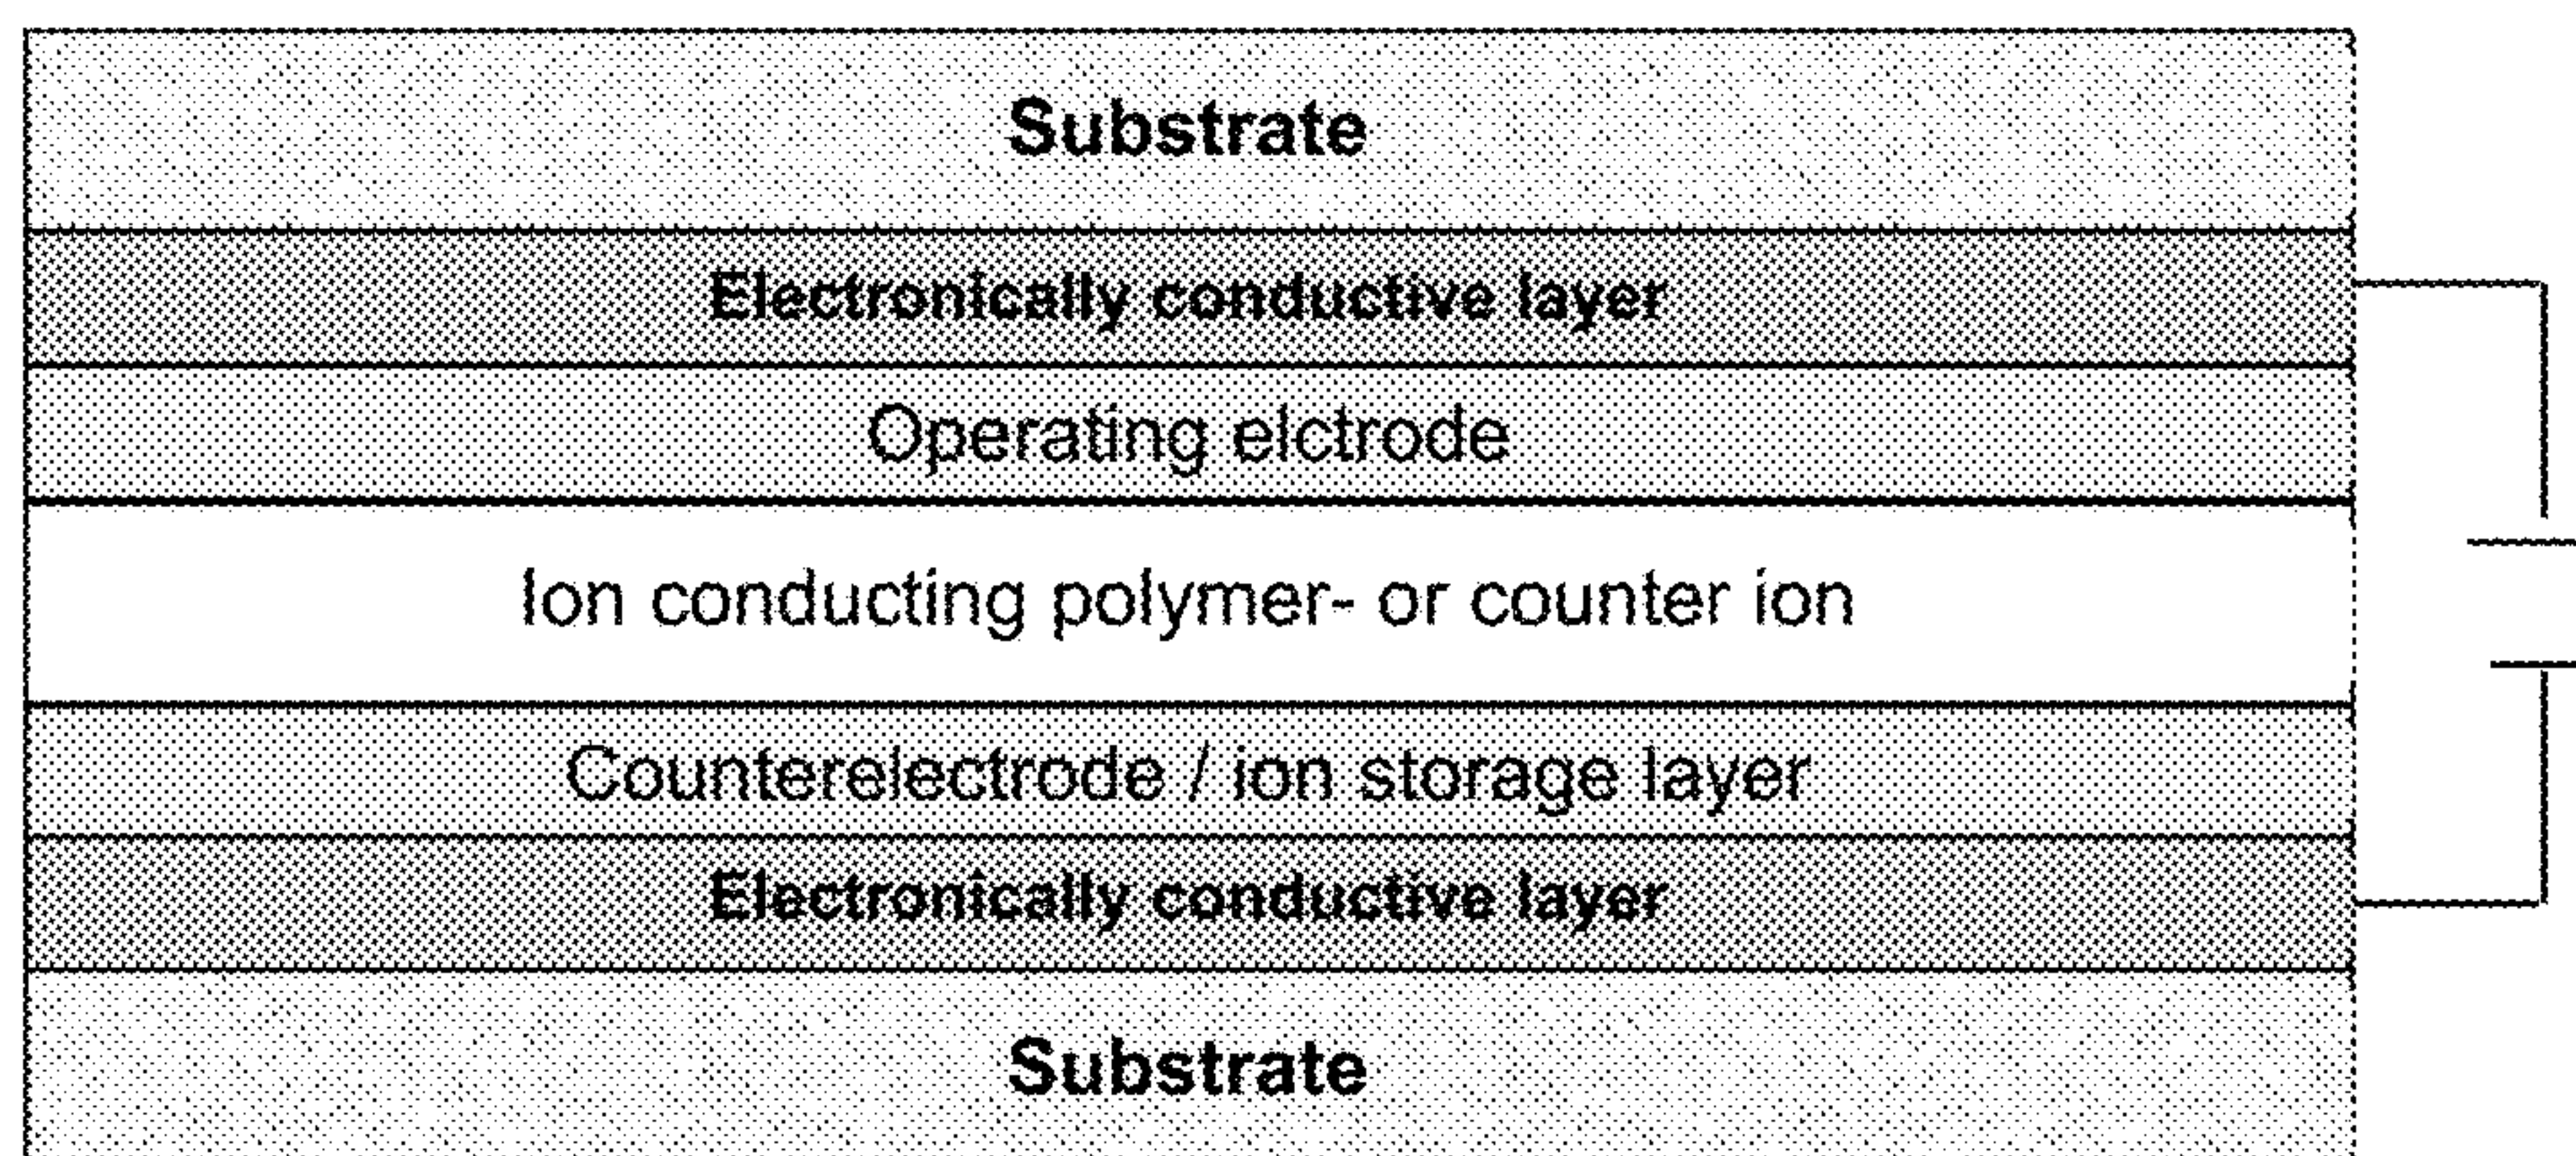 Substrate
Electronically conductive layer
Operating elctrode
Ion conducting polymer- or counter ion
Counterelectrode / ion storage layer
Electronically conductive layer
Substrate